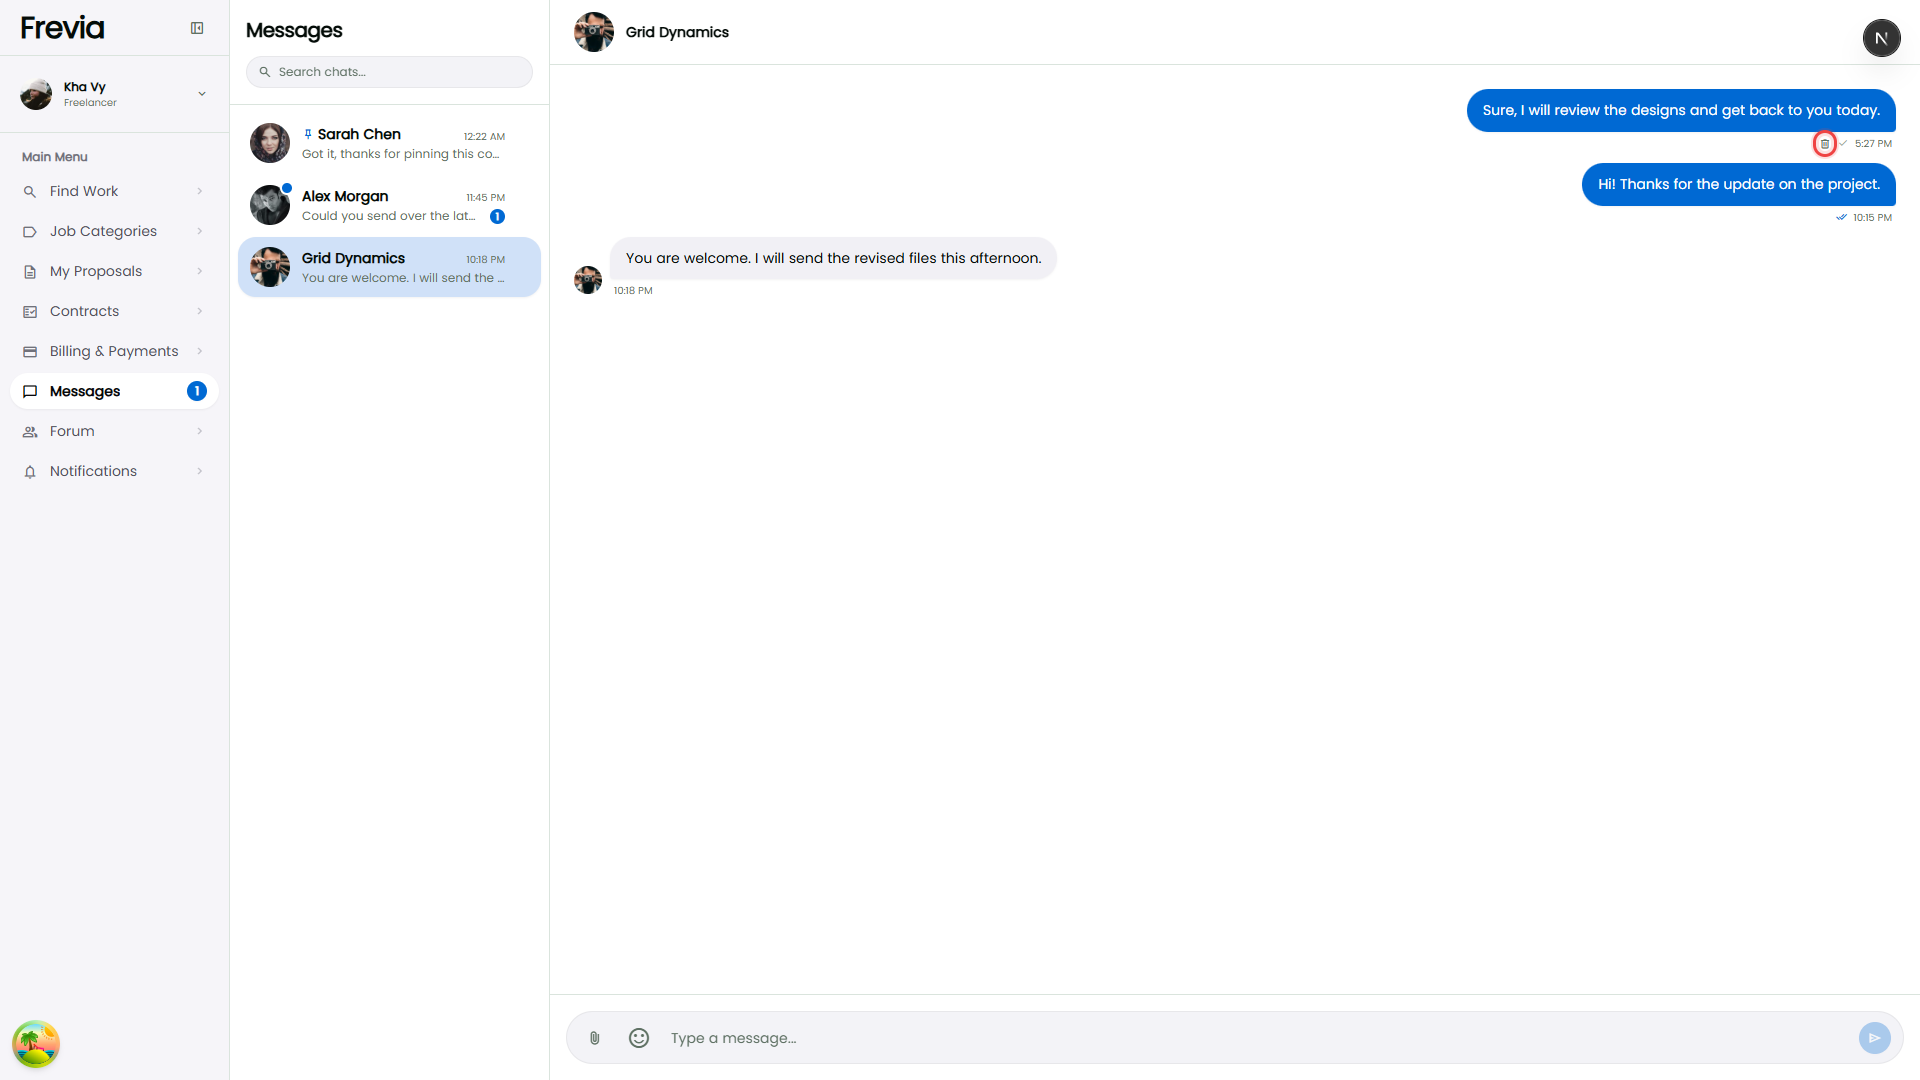 Frevia
Kha Vy
Freelancer
Main Menu
Find Work
Job Categories
My Proposals
Contracts
Billing & Payments
Messages
1
Forum
Notifications
Messages
Search chats...
Sarah Chen
12:22 AM
Got it, thanks for pinning this co...
Alex Morgan
11:45 PM
Could you send over the lat...
1
Grid Dynamics
10:18 PM
You are welcome. I will send the ...
Grid Dynamics
N
Sure, I will review the designs and get back to you today.
5:27 PM
Hi! Thanks for the update on the project.
10:15 PM
You are welcome. I will send the revised files this afternoon.
10:18 PM
Type a message...